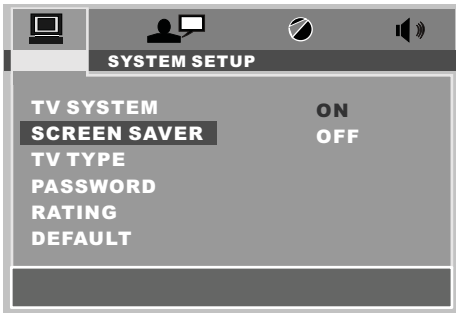 SYSTEM SETUP
TV SYSTEM ON
SCREEN SAVER OFF
TV TYPE
PASSWORD
RATING
DEFAULT